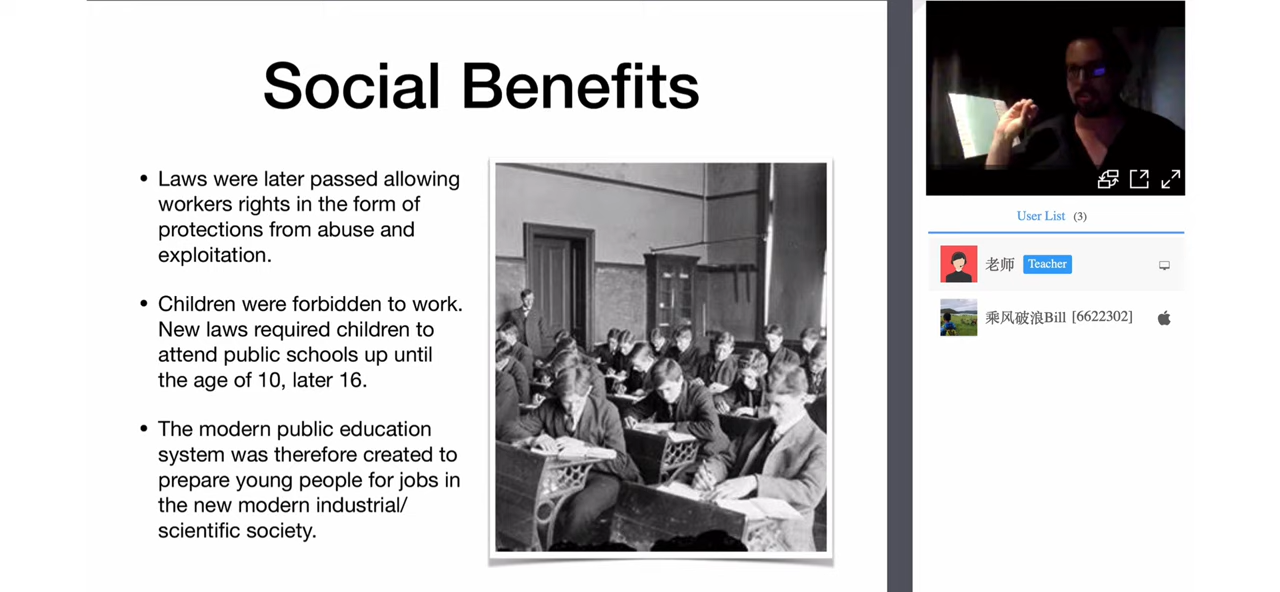 Social Benefits
• Laws were later passed allowing
workers rights in the form of
protections from abuse and
exploitation.
• Children were forbidden to work.
New laws required children to
attend public schools up until
the age of 10, later 16.
• The modern public education
system was therefore created to
prepare young people for jobs in
the new modern industrial/
scientific society.
User List (3)
老师 Teacher
乘风破浪Bill [6622302]